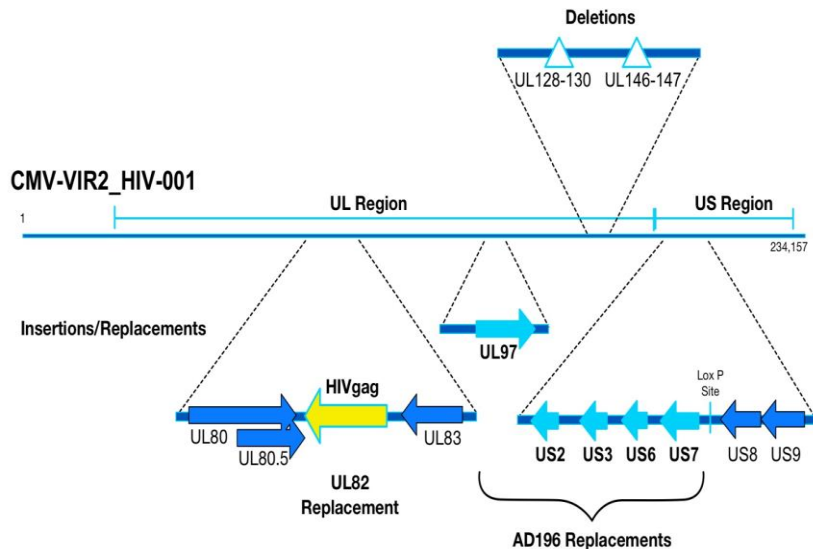 Deletions
UL128-130 UL146-147
CMV-VIR2_HIV-001
UL Region US Region
1
234,157
Insertions/Replacements
UL97
Lox P
Site
HIVgag
UL80 UL83
UL80.5
US2 US3 US6 US7 US8 US9
UL82
Replacement
AD196 Replacements